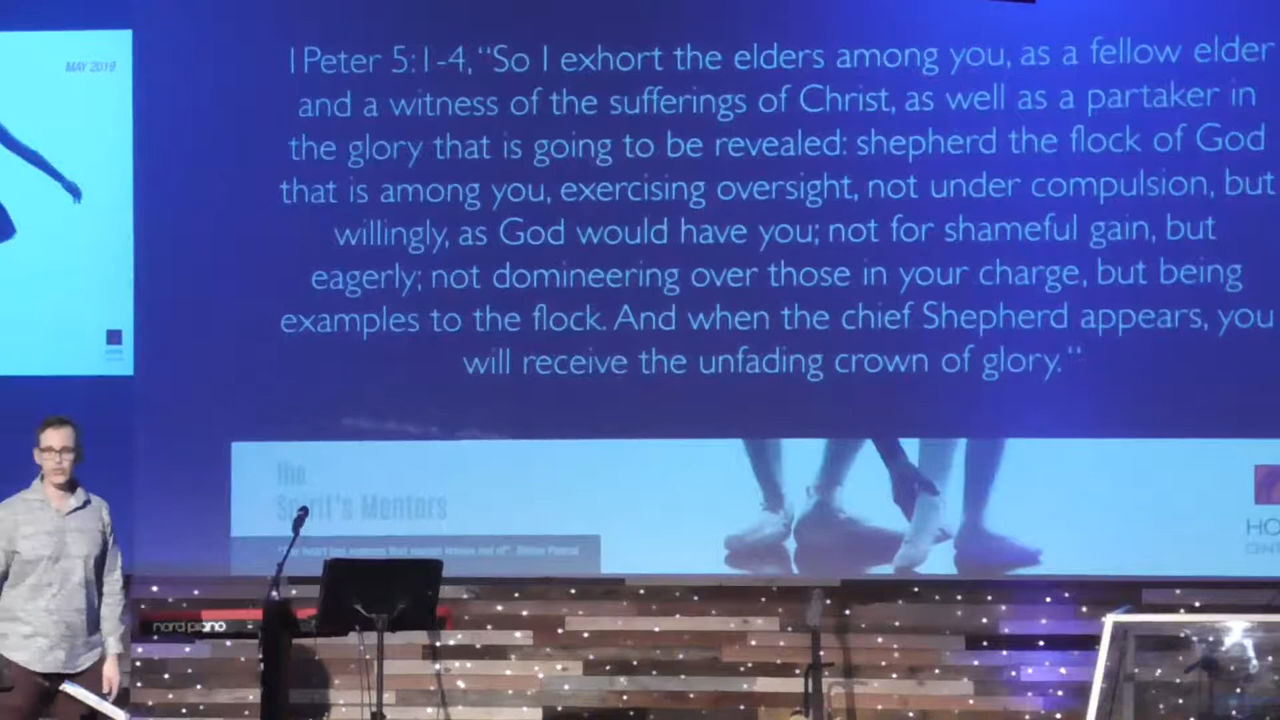 MAY 2019
1 Peter 5:1-4, “So I exhort the elders among you, as a fellow elder
and a witness of the sufferings of Christ, as well as a partaker in
the glory that is going to be revealed: shepherd the flock of God
that is among you, exercising oversight, not under compulsion, but
willingly, as God would have you; not for shameful gain, but
eagerly; not domineering over those in your charge, but being
examples to the flock. And when the chief Shepherd appears, you
will receive the unfading crown of glory.“
the
Spirit's Mentors
HO
nord piano